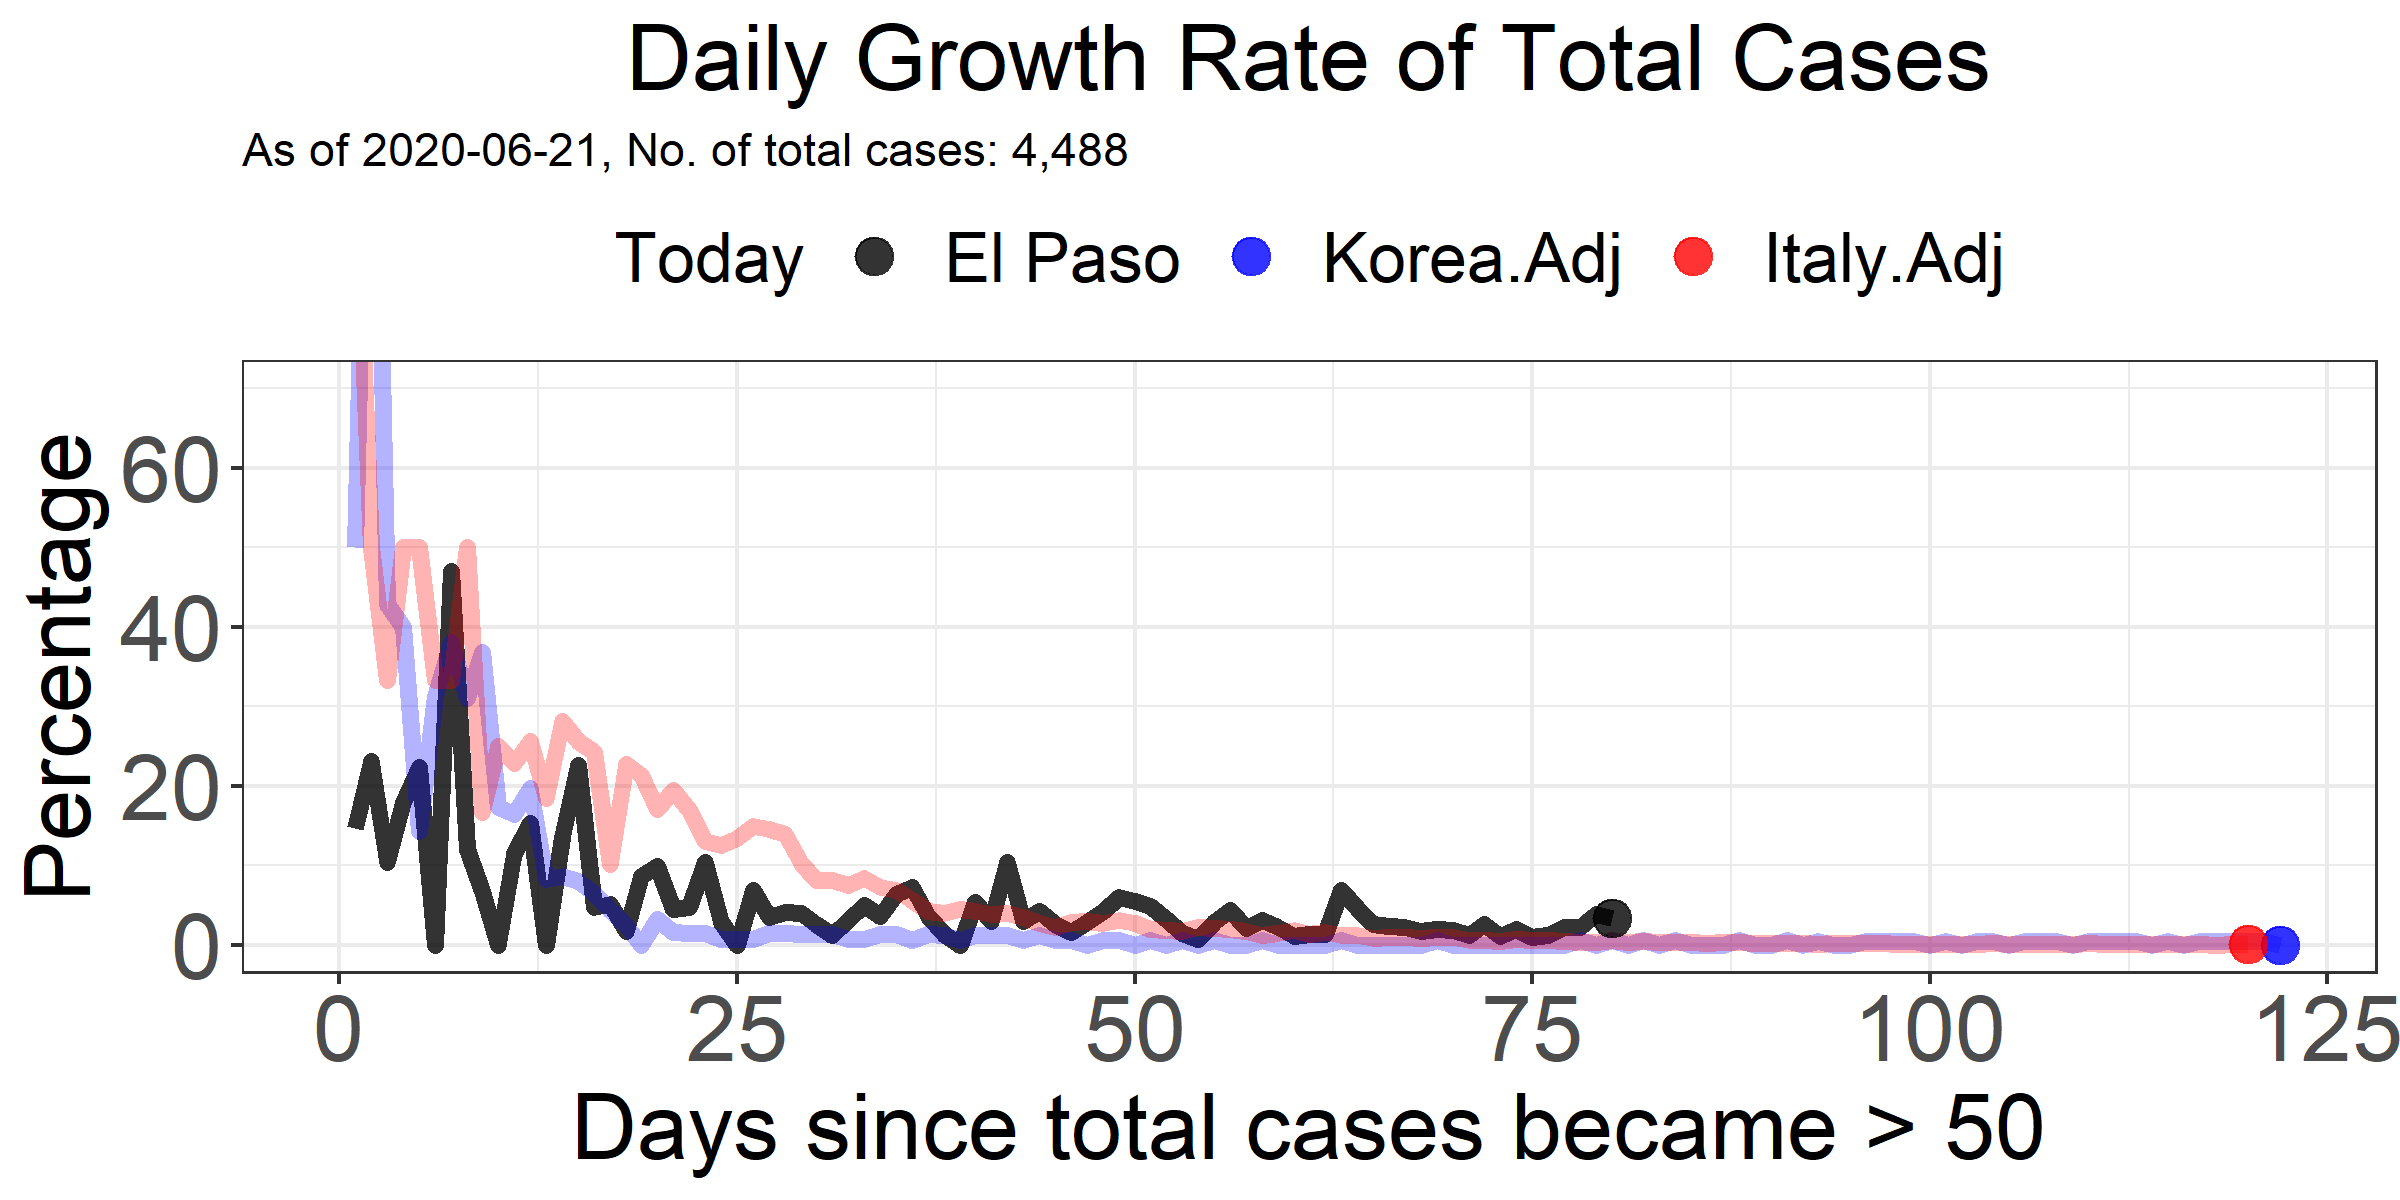 Daily Growth Rate of Total Cases
As of 2020-06-21, No. of total cases: 4,488
Today El Paso Korea.Adj Italy.Adj
Percentage
60
40
20
0
0 25 50 75 100 125
Days since total cases became > 50